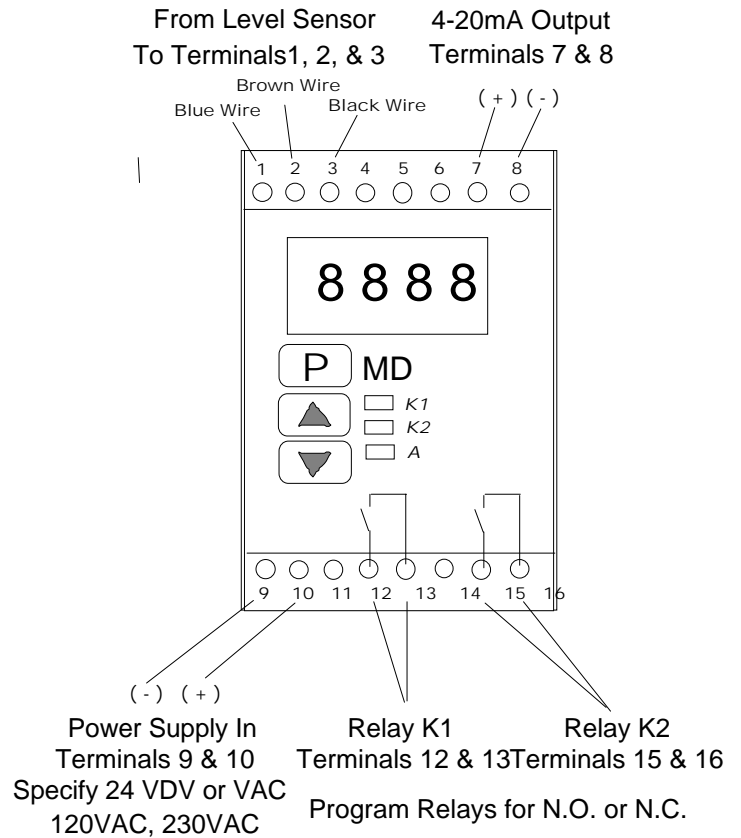 From Level Sensor
To Terminals1, 2, & 3
4-20mA Output
Terminals 7 & 8
Blue Wire
Brown Wire
Black Wire
(+) (-)
1 2 3 4 5 6 7 8
8888
P MD
K1
K2
A
9 10 11 12 13 14 15 16
(-) (+)
Power Supply In
Terminals 9 & 10
Specify 24 VDV or VAC
120VAC, 230VAC
Relay K1
Terminals 12 & 13
Relay K2
Terminals 15 & 16
Program Relays for N.O. or N.C.